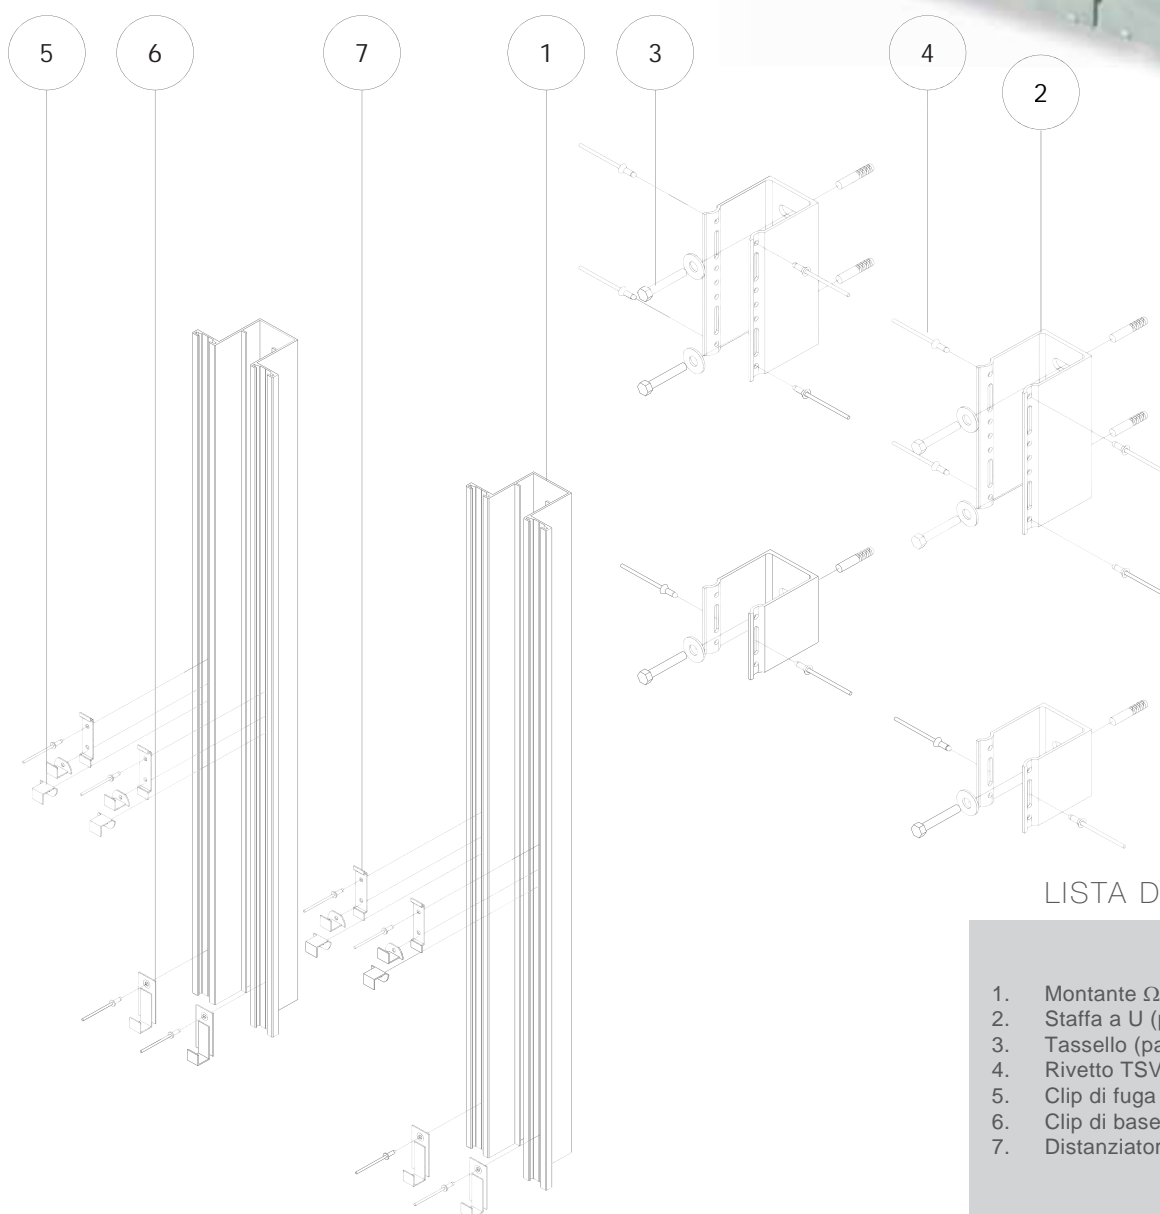 5 6 7 1 3 4
2
LISTA D
1. Montante Ω
2. Staffa a U (
3. Tassello (pa
4. Rivetto TSV
5. Clip di fuga
6. Clip di base
7. Distanziator